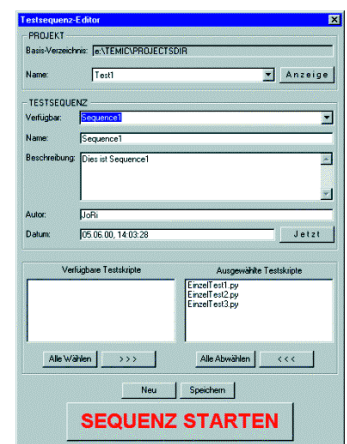 Testsequenz-Editor
PROJEKT
Basis-Verzeichnis: e:\TEMIC\PROJECTSDIR
Name: Test1 Anzeige
TESTSEQUENZ
Verfügbar: Sequence1
Name: Sequence1
Beschreibung: Dies ist Sequence1
Autor: JoRi
Datum: 05.06.00, 14:03:28 Jetzt
Verfügbare Testskripte Ausgewählte Testskripte
EinzelTest1.py
EinzelTest2.py
EinzelTest3.py
Alle Wählen >>> Alle Abwählen <<<
Neu Speichern
SEQUENZ STARTEN